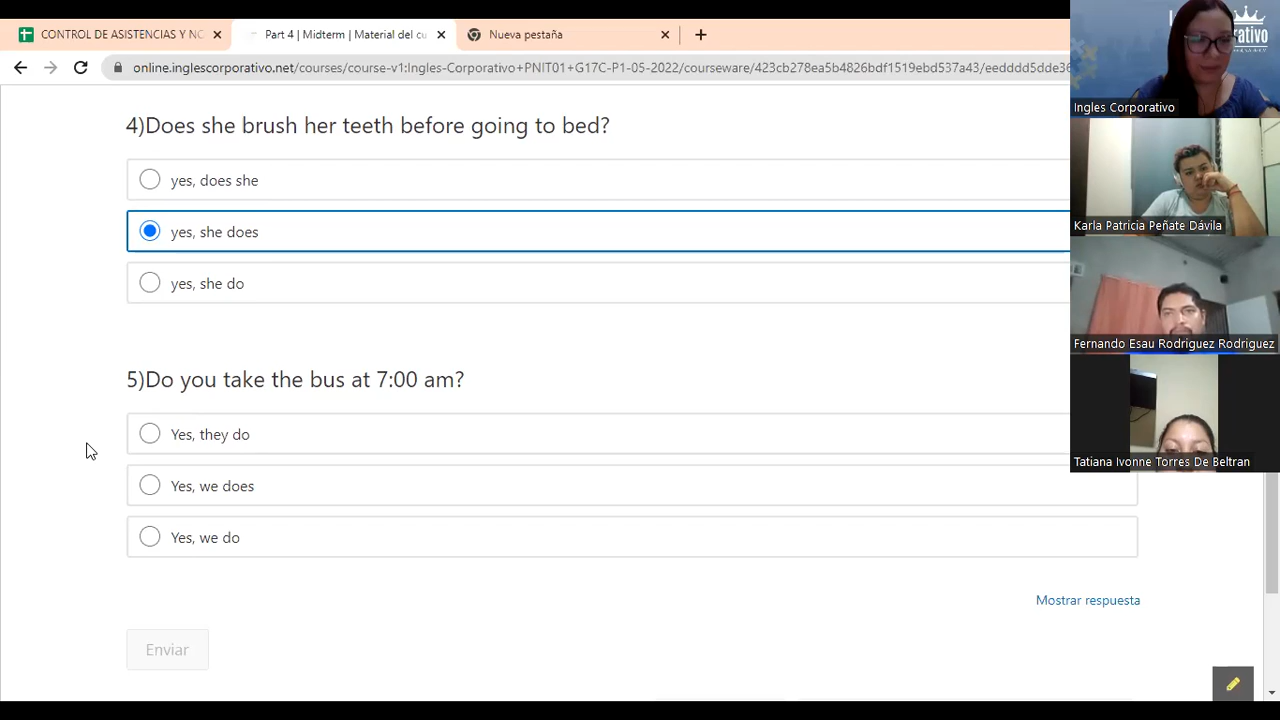 CONTROL DE ASISTENCIAS Y NO
Part 4 | Midterm | Material del cu
Nueva pestaña
online.inglescorporativo.net/courses/course-v1:Ingles-Corporativo+PNIT01+G17C-P1-05-2022/courseware/423cb278ea5b4826bdf1519ebd537a43/eedddd5dde36
4)Does she brush her teeth before going to bed?
yes, does she
yes, she does
yes, she do
5)Do you take the bus at 7:00 am?
Yes, they do
Yes, we does
Yes, we do
Mostrar respuesta
Enviar
Ingles Corporativo
Karla Patricia Peñate Dávila
Fernando Esau Rodriguez Rodriguez
Tatiana Ivonne Torres De Beltran